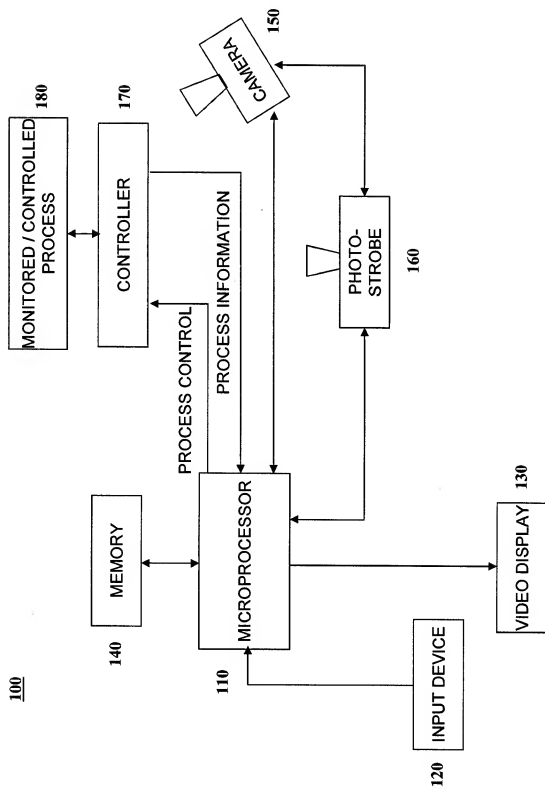 100
140
MEMORY
110
MICROPROCESSOR
120
INPUT DEVICE
VIDEO DISPLAY
130
PROCESS CONTROL
PROCESS INFORMATION
MONITORED / CONTROLLED
PROCESS
180
CONTROLLER
170
CAMERA
150
PHOTO-
STROBE
160